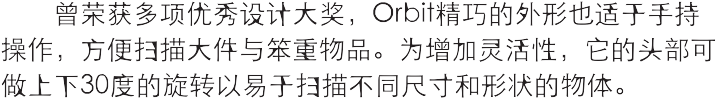 曾荣获多项优秀设计大奖，Orbit精巧的外形也适于手持
操作，方便扫描大件与笨重物品。为增加灵活性，它的头部可
做上下30度的旋转以易于扫描不同尺寸和形状的物体。